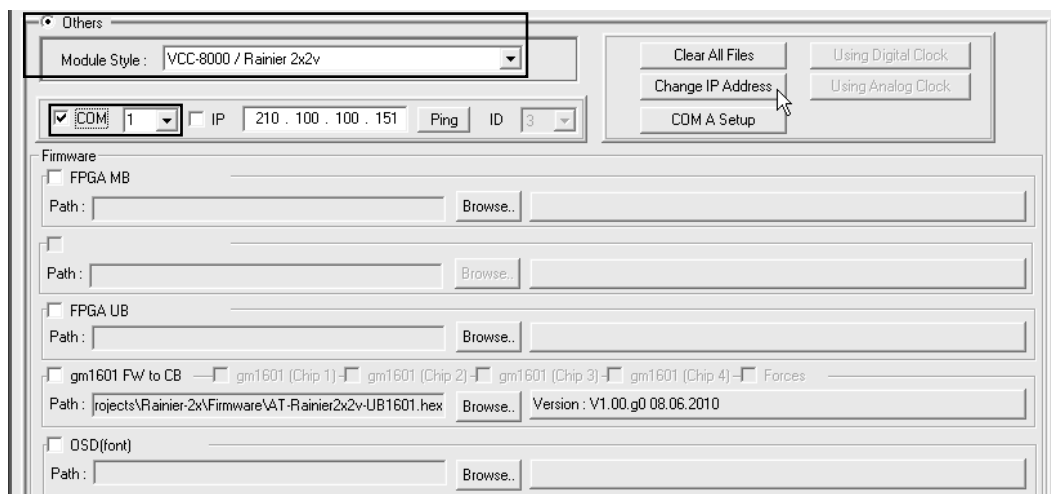 Others
Module Style : VCC-8000 / Rainier 2x2v
Clear All Files Using Digital Clock
Change IP Address Using Analog Clock
COM A Setup
COM 1 IP 210 . 100 . 100 . 151 Ping ID 3
Firmware
FPGA MB
Path : Browse..
Path : Browse..
FPGA UB
Path : Browse..
gm1601 FW to CB gm1601 (Chip 1) gm1601 (Chip 2) gm1601 (Chip 3) gm1601 (Chip 4) Forces
Path : rojects\Rainier-2x\Firmware\AT-Rainier2x2v-UB1601.hex Browse.. Version : V1.00.g0 08.06.2010
OSD(font)
Path : Browse..